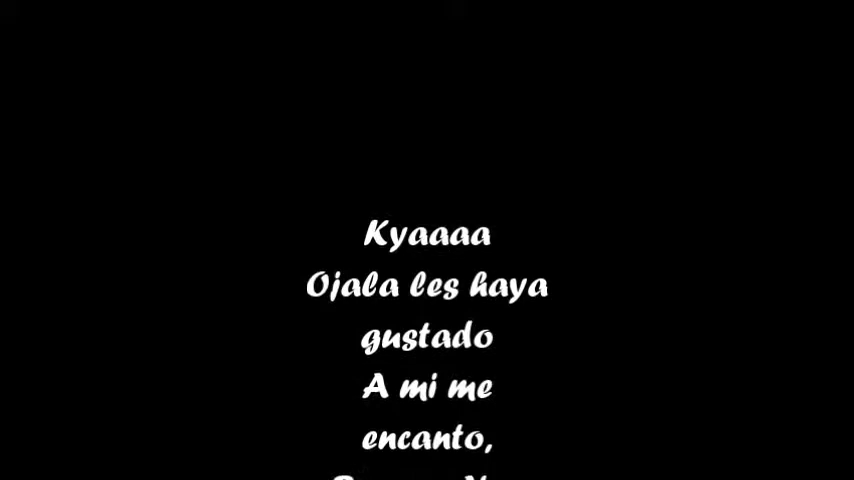 Kyaaaa
Ojala les haya
gustado
A mi me
encanto,